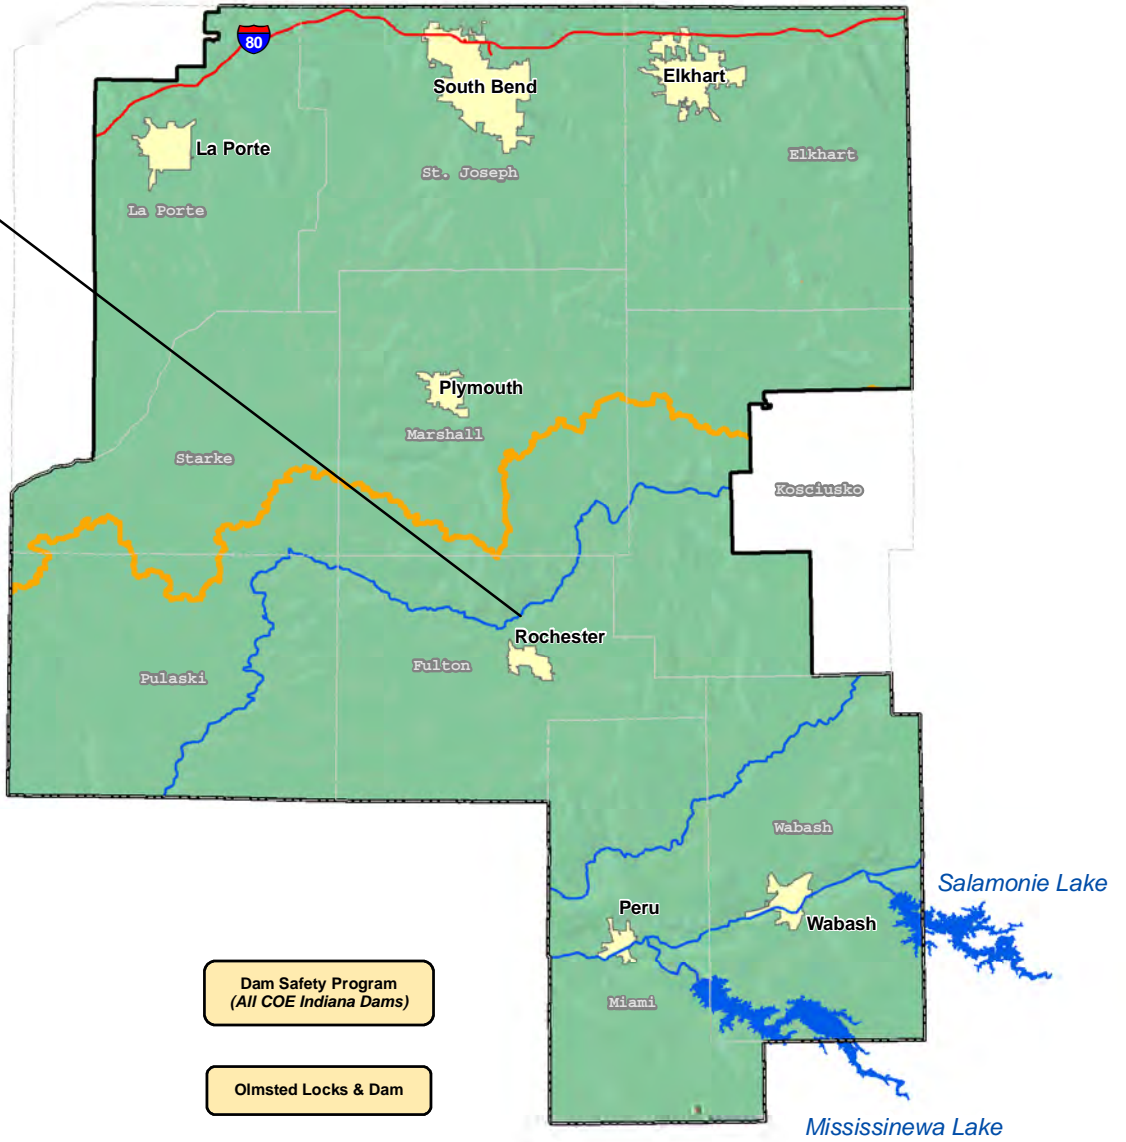 80
South Bend
Elkhart
La Porte
Elkhart
St. Joseph
La Porte
Plymouth
Marshall
Starke
Kosciusko
Rochester
Fulton
Pulaski
Wabash
Salamonie Lake
Peru
Wabash
Dam Safety Program
(All COE Indiana Dams)
Miami
Olmsted Locks & Dam
Mississinewa Lake